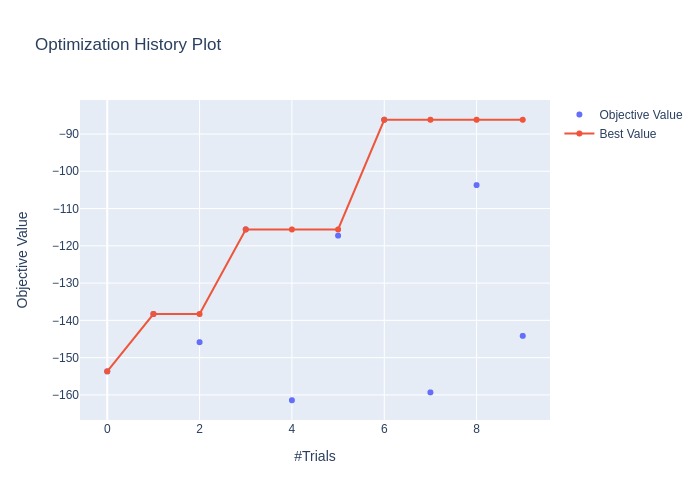 Optimization History Plot
Objective Value
Best Value
Objective Value
−90
−100
−110
−120
−130
−140
−150
−160
0 2 4 6 8
#Trials